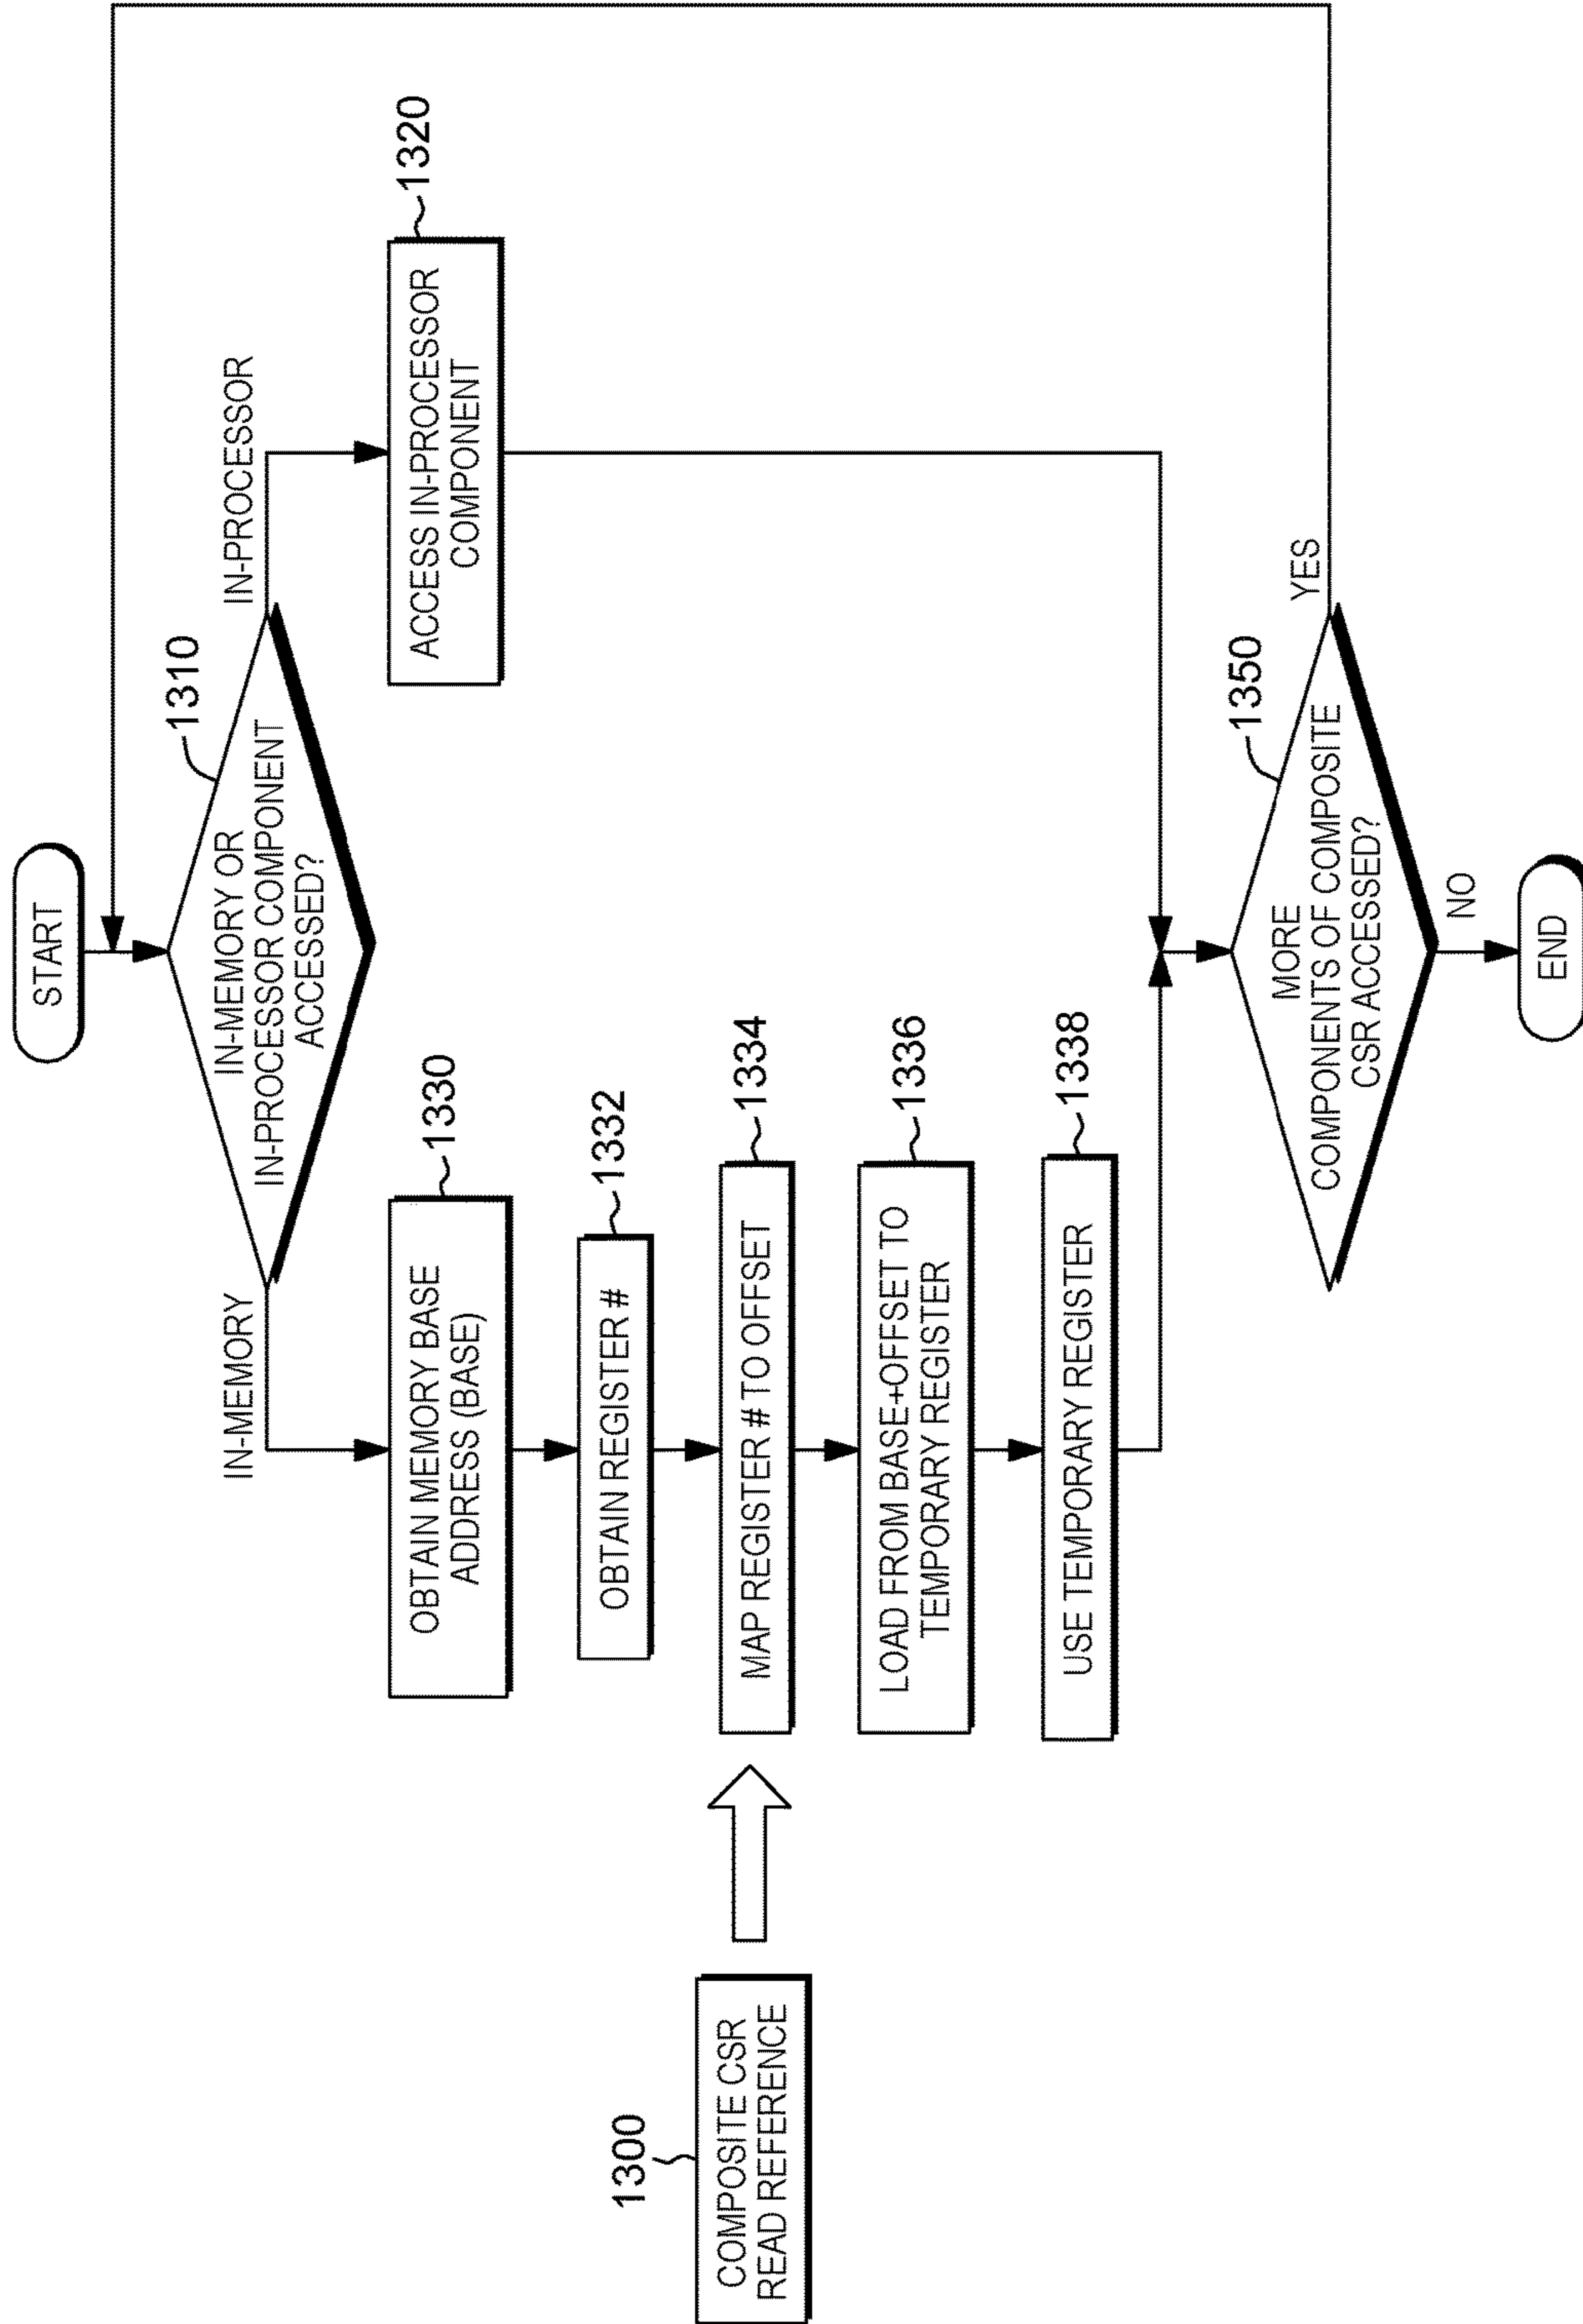 1300
COMPOSITE CSR
READ REFERENCE
START
IN-MEMORY OR
IN-PROCESSOR COMPONENT
ACCESSED?
1310
IN-MEMORY
IN-PROCESSOR
OBTAIN MEMORY BASE
ADDRESS (BASE)
1330
ACCESS IN-PROCESSOR
COMPONENT
1320
OBTAIN REGISTER #
1332
MAP REGISTER # TO OFFSET
1334
LOAD FROM BASE+OFFSET TO
TEMPORARY REGISTER
1336
USE TEMPORARY REGISTER
1338
MORE
COMPONENTS OF COMPOSITE
CSR ACCESSED?
1350
YES
NO
END